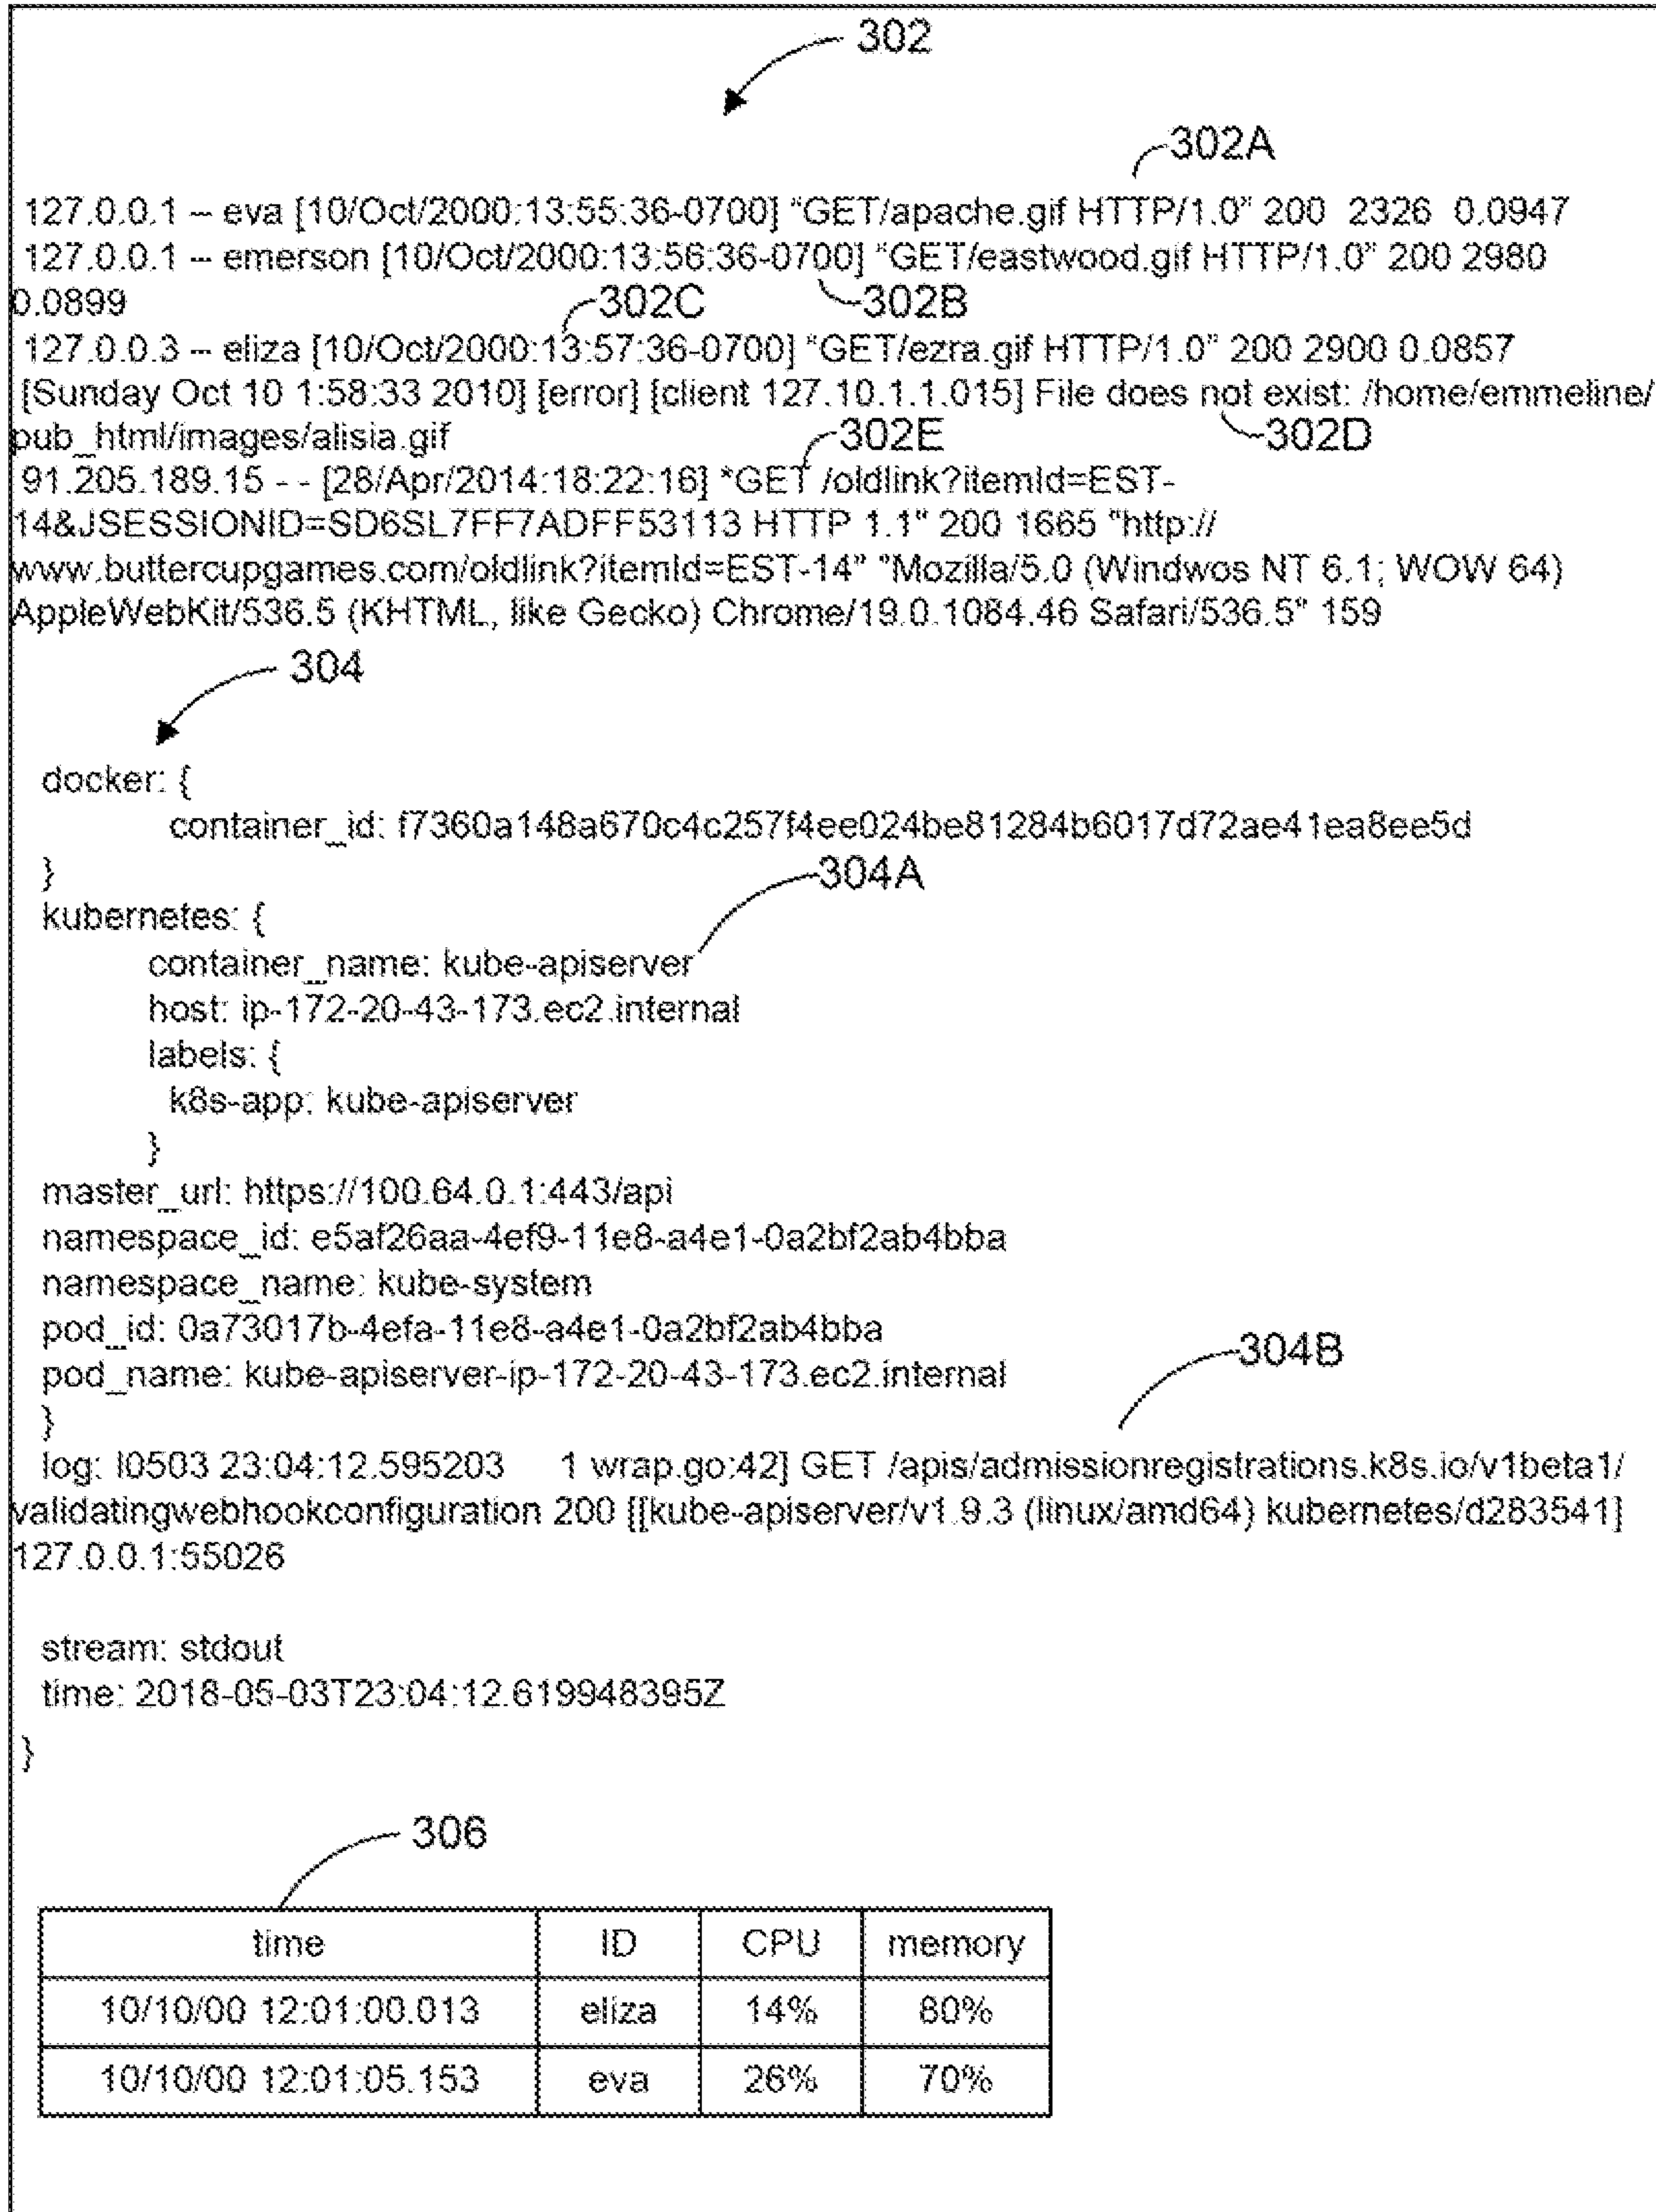 302
302A
127.0.0.1 – eva [10/Oct/2000:13:55:36-0700] “GET/apache.gif HTTP/1.0” 200 2326 0.0947
127.0.0.1 – emerson [10/Oct/2000:13:56:36-0700] “GET/eastwood.gif HTTP/1.0” 200 2980
0.0899
302C 302B
127.0.0.3 – eliza [10/Oct/2000:13:57:36-0700] “GET/ezra.gif HTTP/1.0” 200 2900 0.0857
[Sunday Oct 10 1:58:33 2010] [error] [client 127.10.1.1.015] File does not exist: /home/emmeline/
pub_html/images/alisia.gif
302E 302D
91.205.189.15 - - [28/Apr/2014:18:22:16] "GET /oldlink?itemId=EST-
14&JSESSIONID=SD6SL7FF7ADFF53113 HTTP 1.1" 200 1665 "http://
www.buttercupgames.com/oldlink?itemId=EST-14" "Mozilla/5.0 (Windwos NT 6.1; WOW 64)
AppleWebKit/536.5 (KHTML, like Gecko) Chrome/19.0.1084.46 Safari/536.5" 159
304
docker: {
container_id: f7360a148a670c4c257f4ee024be81284b6017d72ae41ea8ee5d
}
304A
kubernetes: {
container_name: kube-apiserver
host: ip-172-20-43-173.ec2.internal
labels: {
k8s-app: kube-apiserver
}
master_url: https://100.64.0.1:443/api
namespace_id: e5af26aa-4ef9-11e8-a4e1-0a2bf2ab4bba
namespace_name: kube-system
pod_id: 0a73017b-4efa-11e8-a4e1-0a2bf2ab4bba
304B
pod_name: kube-apiserver-ip-172-20-43-173.ec2.internal
}
log: I0503 23:04:12.595203 1 wrap.go:42] GET /apis/admissionregistrations.k8s.io/v1beta1/
validatingwebhookconfiguration 200 [[kube-apiserver/v1.9.3 (linux/amd64) kubernetes/d283541]
127.0.0.1:55026
stream: stdout
time: 2018-05-03T23:04:12.619948395Z
}
306
time ID CPU memory
10/10/00 12:01:00.013 eliza 14% 80%
10/10/00 12:01:05.153 eva 26% 70%